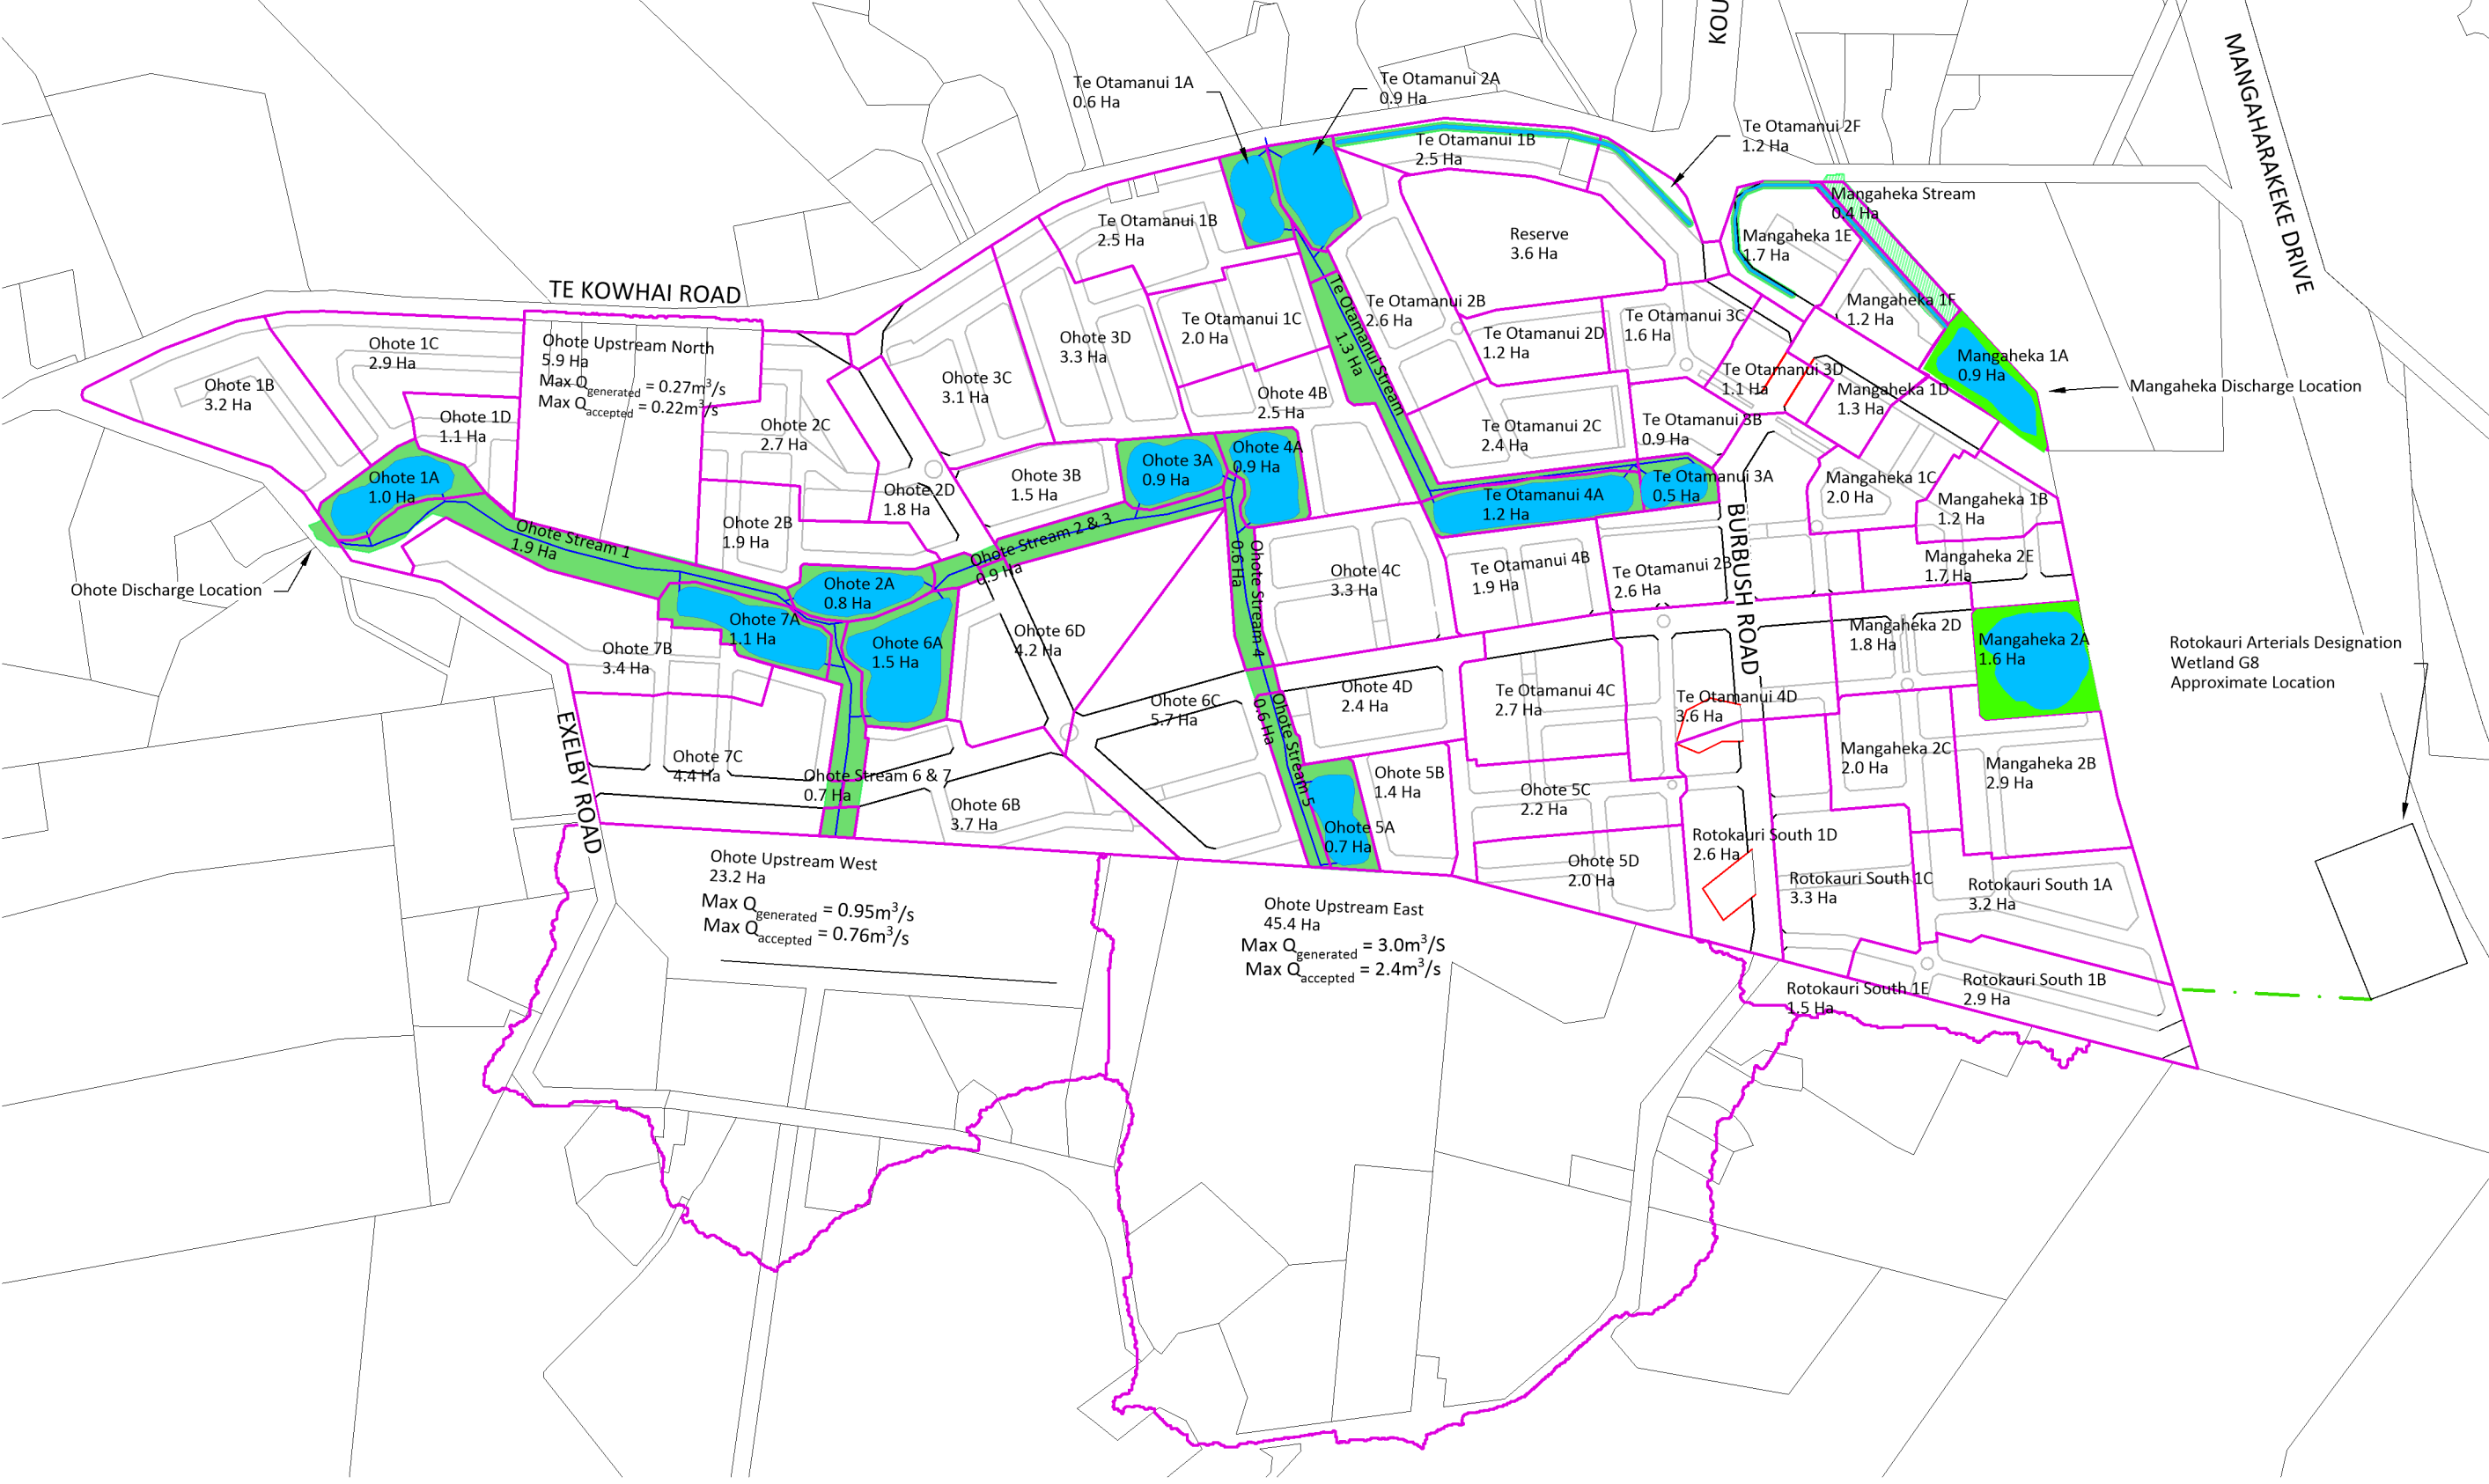 KOU
MANGAHARAKEKE DRIVE
Te Otamanui 1A
0.6 Ha
Te Otamanui 2A
0.9 Ha
Te Otamanui 2F
1.2 Ha
Te Otamanui 1B
2.5 Ha
Mangaheka Stream
0.4 Ha
Te Otamanui 1B
2.5 Ha
Reserve
3.6 Ha
Mangaheka 1E
1.7 Ha
TE KOWHAI ROAD
Te Otamanui Stream
1.3 Ha
Te Otamanui 2B
2.6 Ha
Mangaheka 1F
1.2 Ha
Ohote 1C
2.9 Ha
Ohote Upstream North
5.9 Ha
Max Qgenerated = 0.27m³/s
Max Qaccepted = 0.22m³/s
Ohote 3D
3.3 Ha
Te Otamanui 1C
2.0 Ha
Te Otamanui 2D
1.2 Ha
Te Otamanui 3C
1.6 Ha
Mangaheka 1A
0.9 Ha
Mangaheka Discharge Location
Ohote 1B
3.2 Ha
Ohote 3C
3.1 Ha
Ohote 4B
2.5 Ha
Te Otamanui 3D
1.1 Ha
Mangaheka 1D
1.3 Ha
Ohote 1D
1.1 Ha
Ohote 2C
2.7 Ha
Te Otamanui 2C
2.4 Ha
Te Otamanui 3B
0.9 Ha
Ohote 1A
1.0 Ha
Ohote 3B
1.5 Ha
Ohote 3A
0.9 Ha
Ohote 4A
0.9 Ha
Te Otamanui 4A
1.2 Ha
Te Otamanui 3A
0.5 Ha
Mangaheka 1C
2.0 Ha
Mangaheka 1B
1.2 Ha
Ohote 2D
1.8 Ha
Ohote 2B
1.9 Ha
Ohote Stream 1
1.9 Ha
Ohote Stream 2 & 3
0.9 Ha
Ohote Stream 4
0.6 Ha
BURBUSH ROAD
Ohote Discharge Location
Ohote 2A
0.8 Ha
Ohote 4C
3.3 Ha
Te Otamanui 4B
1.9 Ha
Te Otamanui 2B
2.6 Ha
Mangaheka 2E
1.7 Ha
Ohote 7A
1.1 Ha
Ohote 6A
1.5 Ha
Ohote 6D
4.2 Ha
Mangaheka 2D
1.8 Ha
Mangaheka 2A
1.6 Ha
Rotokauri Arterials Designation
Wetland G8
Approximate Location
Ohote 7B
3.4 Ha
Ohote 6C
5.7 Ha
Ohote 4D
2.4 Ha
Te Otamanui 4C
2.7 Ha
Te Otamanui 4D
3.6 Ha
EXELBY ROAD
Ohote 7C
4.4 Ha
Ohote Stream 6 & 7
0.7 Ha
Ohote Stream 5
0.6 Ha
Ohote 5B
1.4 Ha
Ohote 5C
2.2 Ha
Mangaheka 2C
2.0 Ha
Mangaheka 2B
2.9 Ha
Ohote 6B
3.7 Ha
Ohote 5A
0.7 Ha
Ohote 5D
2.0 Ha
Rotokauri South 1D
2.6 Ha
Ohote Upstream West
23.2 Ha
Max Qgenerated = 0.95m³/s
Max Qaccepted = 0.76m³/s
Ohote Upstream East
45.4 Ha
Max Qgenerated = 3.0m³/S
Max Qaccepted = 2.4m³/s
Rotokauri South 1C
3.3 Ha
Rotokauri South 1A
3.2 Ha
Rotokauri South 1E
1.5 Ha
Rotokauri South 1B
2.9 Ha